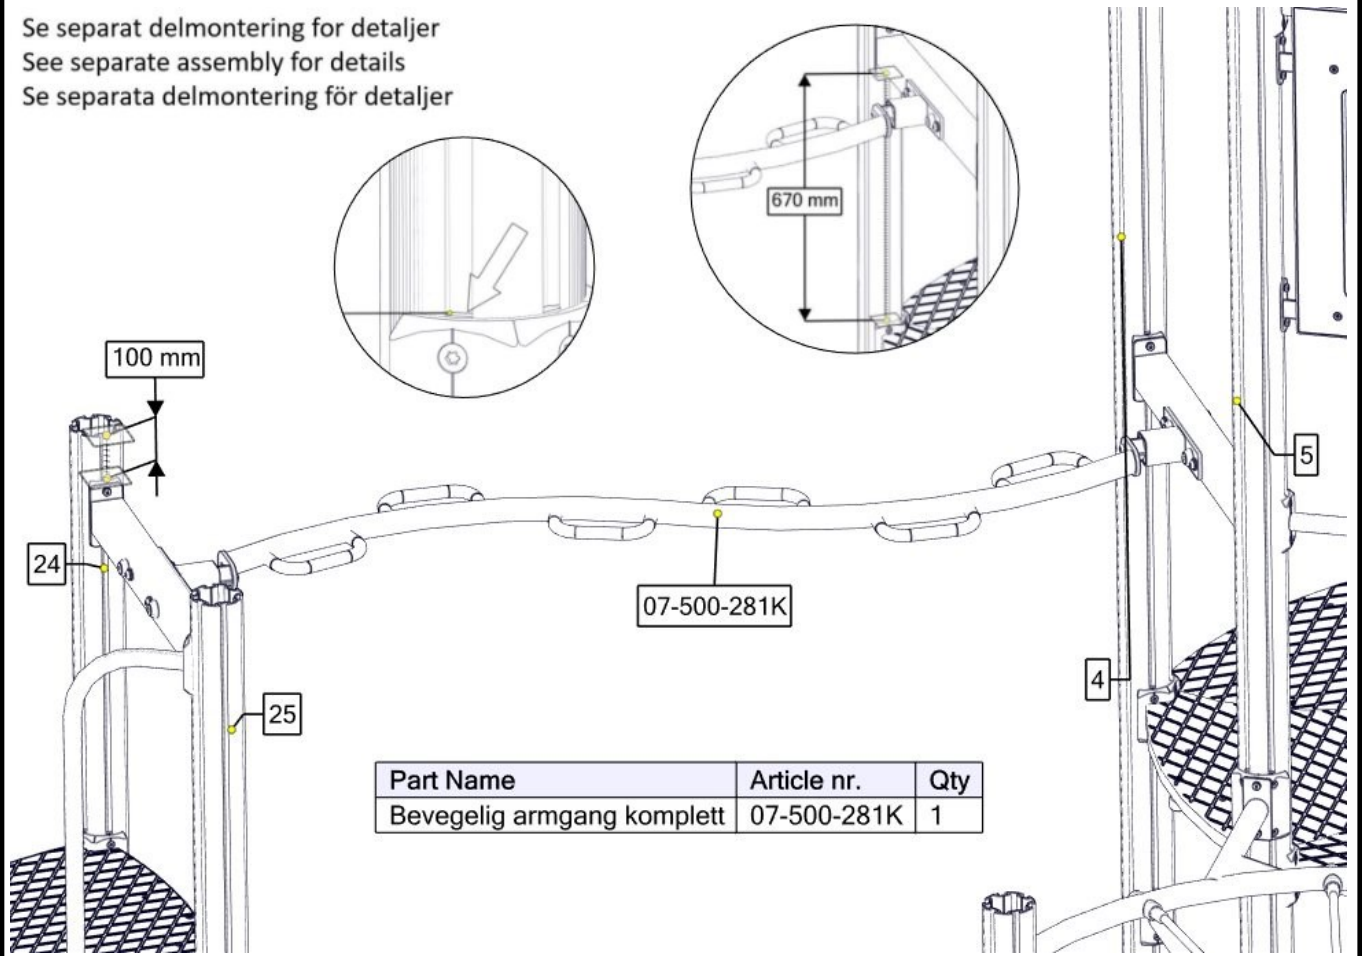 Se separat delmontering for detaljer
See separate assembly for details
Se separata delmontering för detaljer
670 mm
100 mm
5
24
07-500-281K
4
25
Part Name Article nr. Qty
Bevegelig armgang komplett 07-500-281K 1